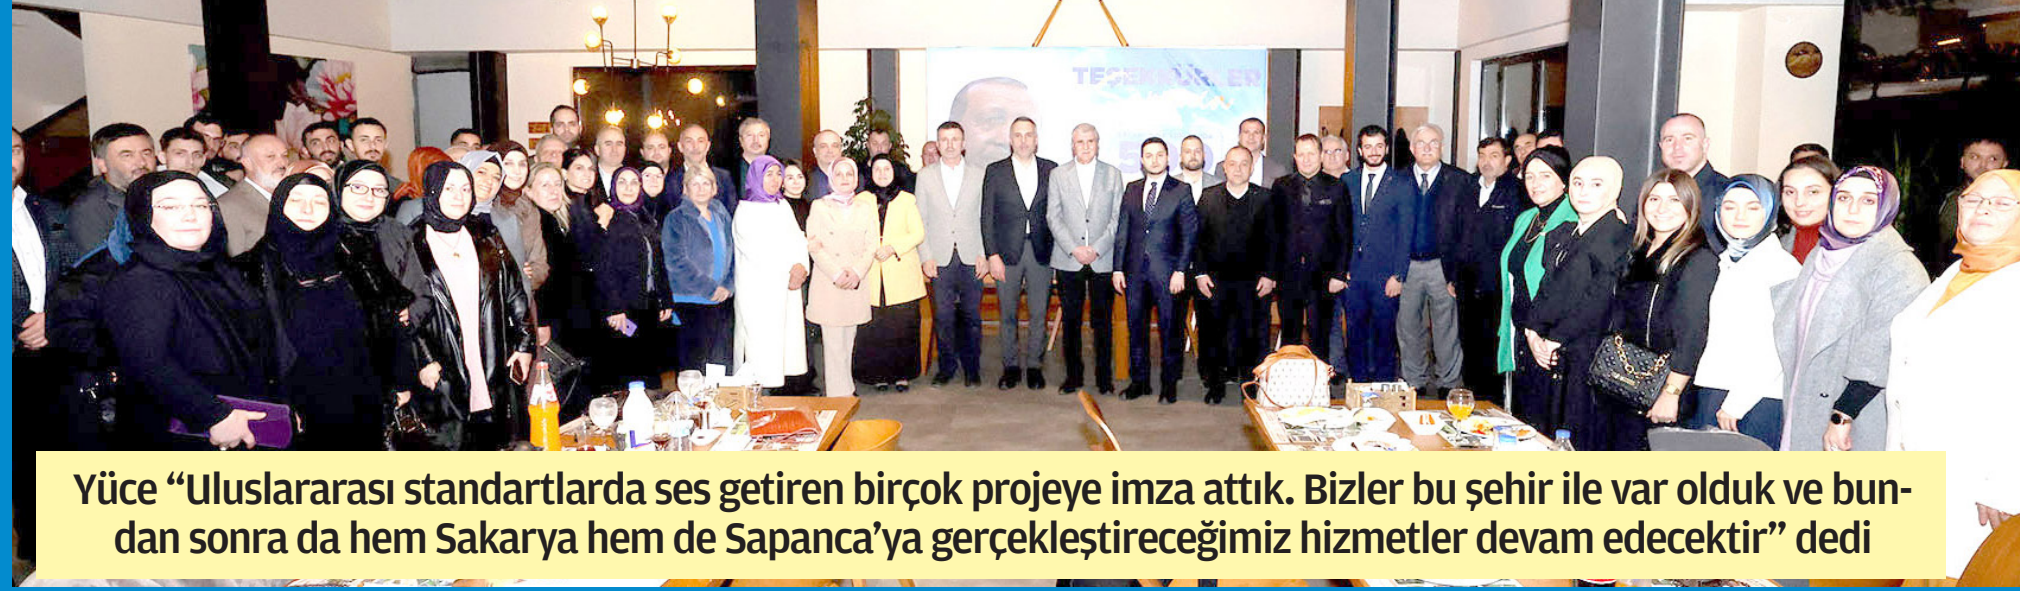 TEŞEKKÜRLER
Yüce “Uluslararası standartlarda ses getiren birçok projeye imza attık. Bizler bu şehir ile var olduk ve bun-
dan sonra da hem Sakarya hem de Sapanca’ya gerçekleştireceğimiz hizmetler devam edecektir” dedi